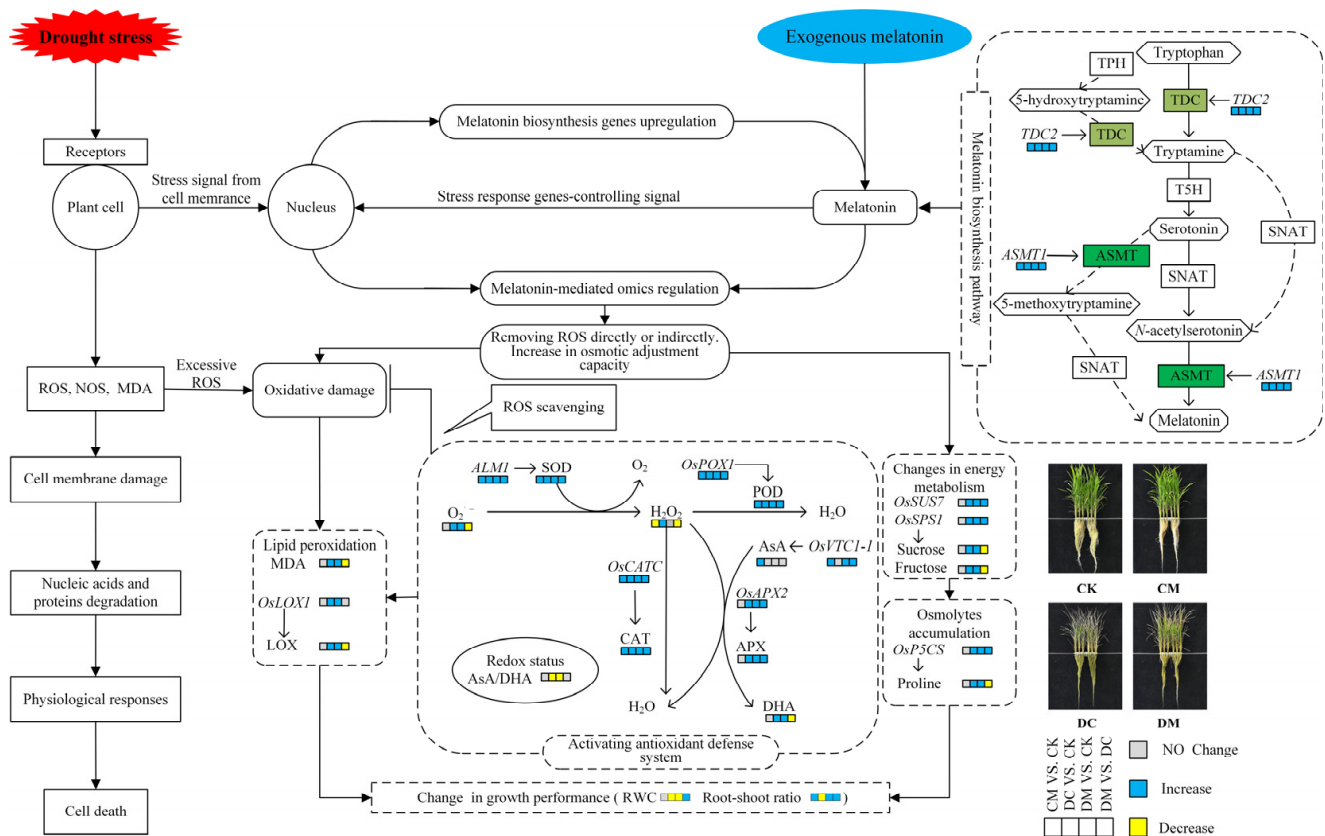 Drought stress
Exogenous melatonin
Receptors
Plant cell
Stress signal from
cell memrance
Nucleus
Melatonin biosynthesis genes upregulation
Stress response genes-controlling signal
Melatonin
Melatonin-mediated omics regulation
Removing ROS directly or indirectly.
Increase in osmotic adjustment
capacity
ROS, NOS, MDA
Excessive
ROS
Oxidative damage
ROS scavenging
Cell membrane damage
Nucleic acids and
proteins degradation
Physiological responses
Cell death
Lipid peroxidation
MDA
OsLOX1
LOX
ALM1
SOD
O2
OsPOX1
POD
O2·−
H2O2
H2O
AsA
OsVTC1-1
OsCATC
CAT
OsAPX2
APX
Redox status
AsA/DHA
H2O
DHA
Activating antioxidant defense
system
Changes in energy
metabolism
OsSUS7
OsSPS1
Sucrose
Fructose
Osmolytes
accumulation
OsP5CS
Proline
Change in growth performance ( RWC Root-shoot ratio )
Melatonin biosynthesis pathway
Tryptophan
TPH
5-hydroxytryptaminc
TDC
TDC2
TDC2
TDC
Tryptamine
T5H
Serotonin
SNAT
ASMT1
ASMT
SNAT
5-methoxytryptamine
N-acetylserotonin
SNAT
ASMT
ASMT1
Melatonin
CK
CM
DC
DM
CM VS. CK
DC VS. CK
DM VS. CK
DM VS. DC
NO Change
Increase
Decrease